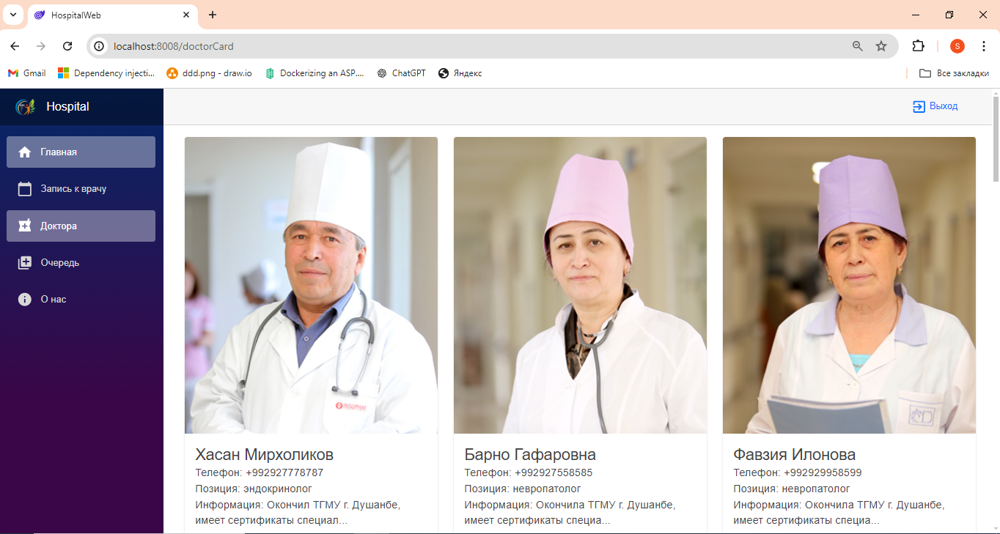 HospitalWeb
localhost:8008/doctorCard
S
Gmail
Dependency injecti...
ddd.png - draw.io
Dockerizing an ASP....
ChatGPT
Яндекс
Все закладки
Hospital
Выход
Главная
Запись к врачу
Доктора
Очередь
О нас
Хасан Мирхоликов
Телефон: +992927778787
Позиция: эндокринолог
Информация: Окончил ТГМУ г. Душанбе,
имеет сертификаты специал...
Барно Гафаровна
Телефон: +992927558585
Позиция: невропатолог
Информация: Окончила ТГМУ г. Душанбе,
имеет сертификаты специа...
Фавзия Илонова
Телефон: +992929958599
Позиция: невропатолог
Информация: Окончила ТГМУ г. Душанбе,
имеет сертификаты специа...